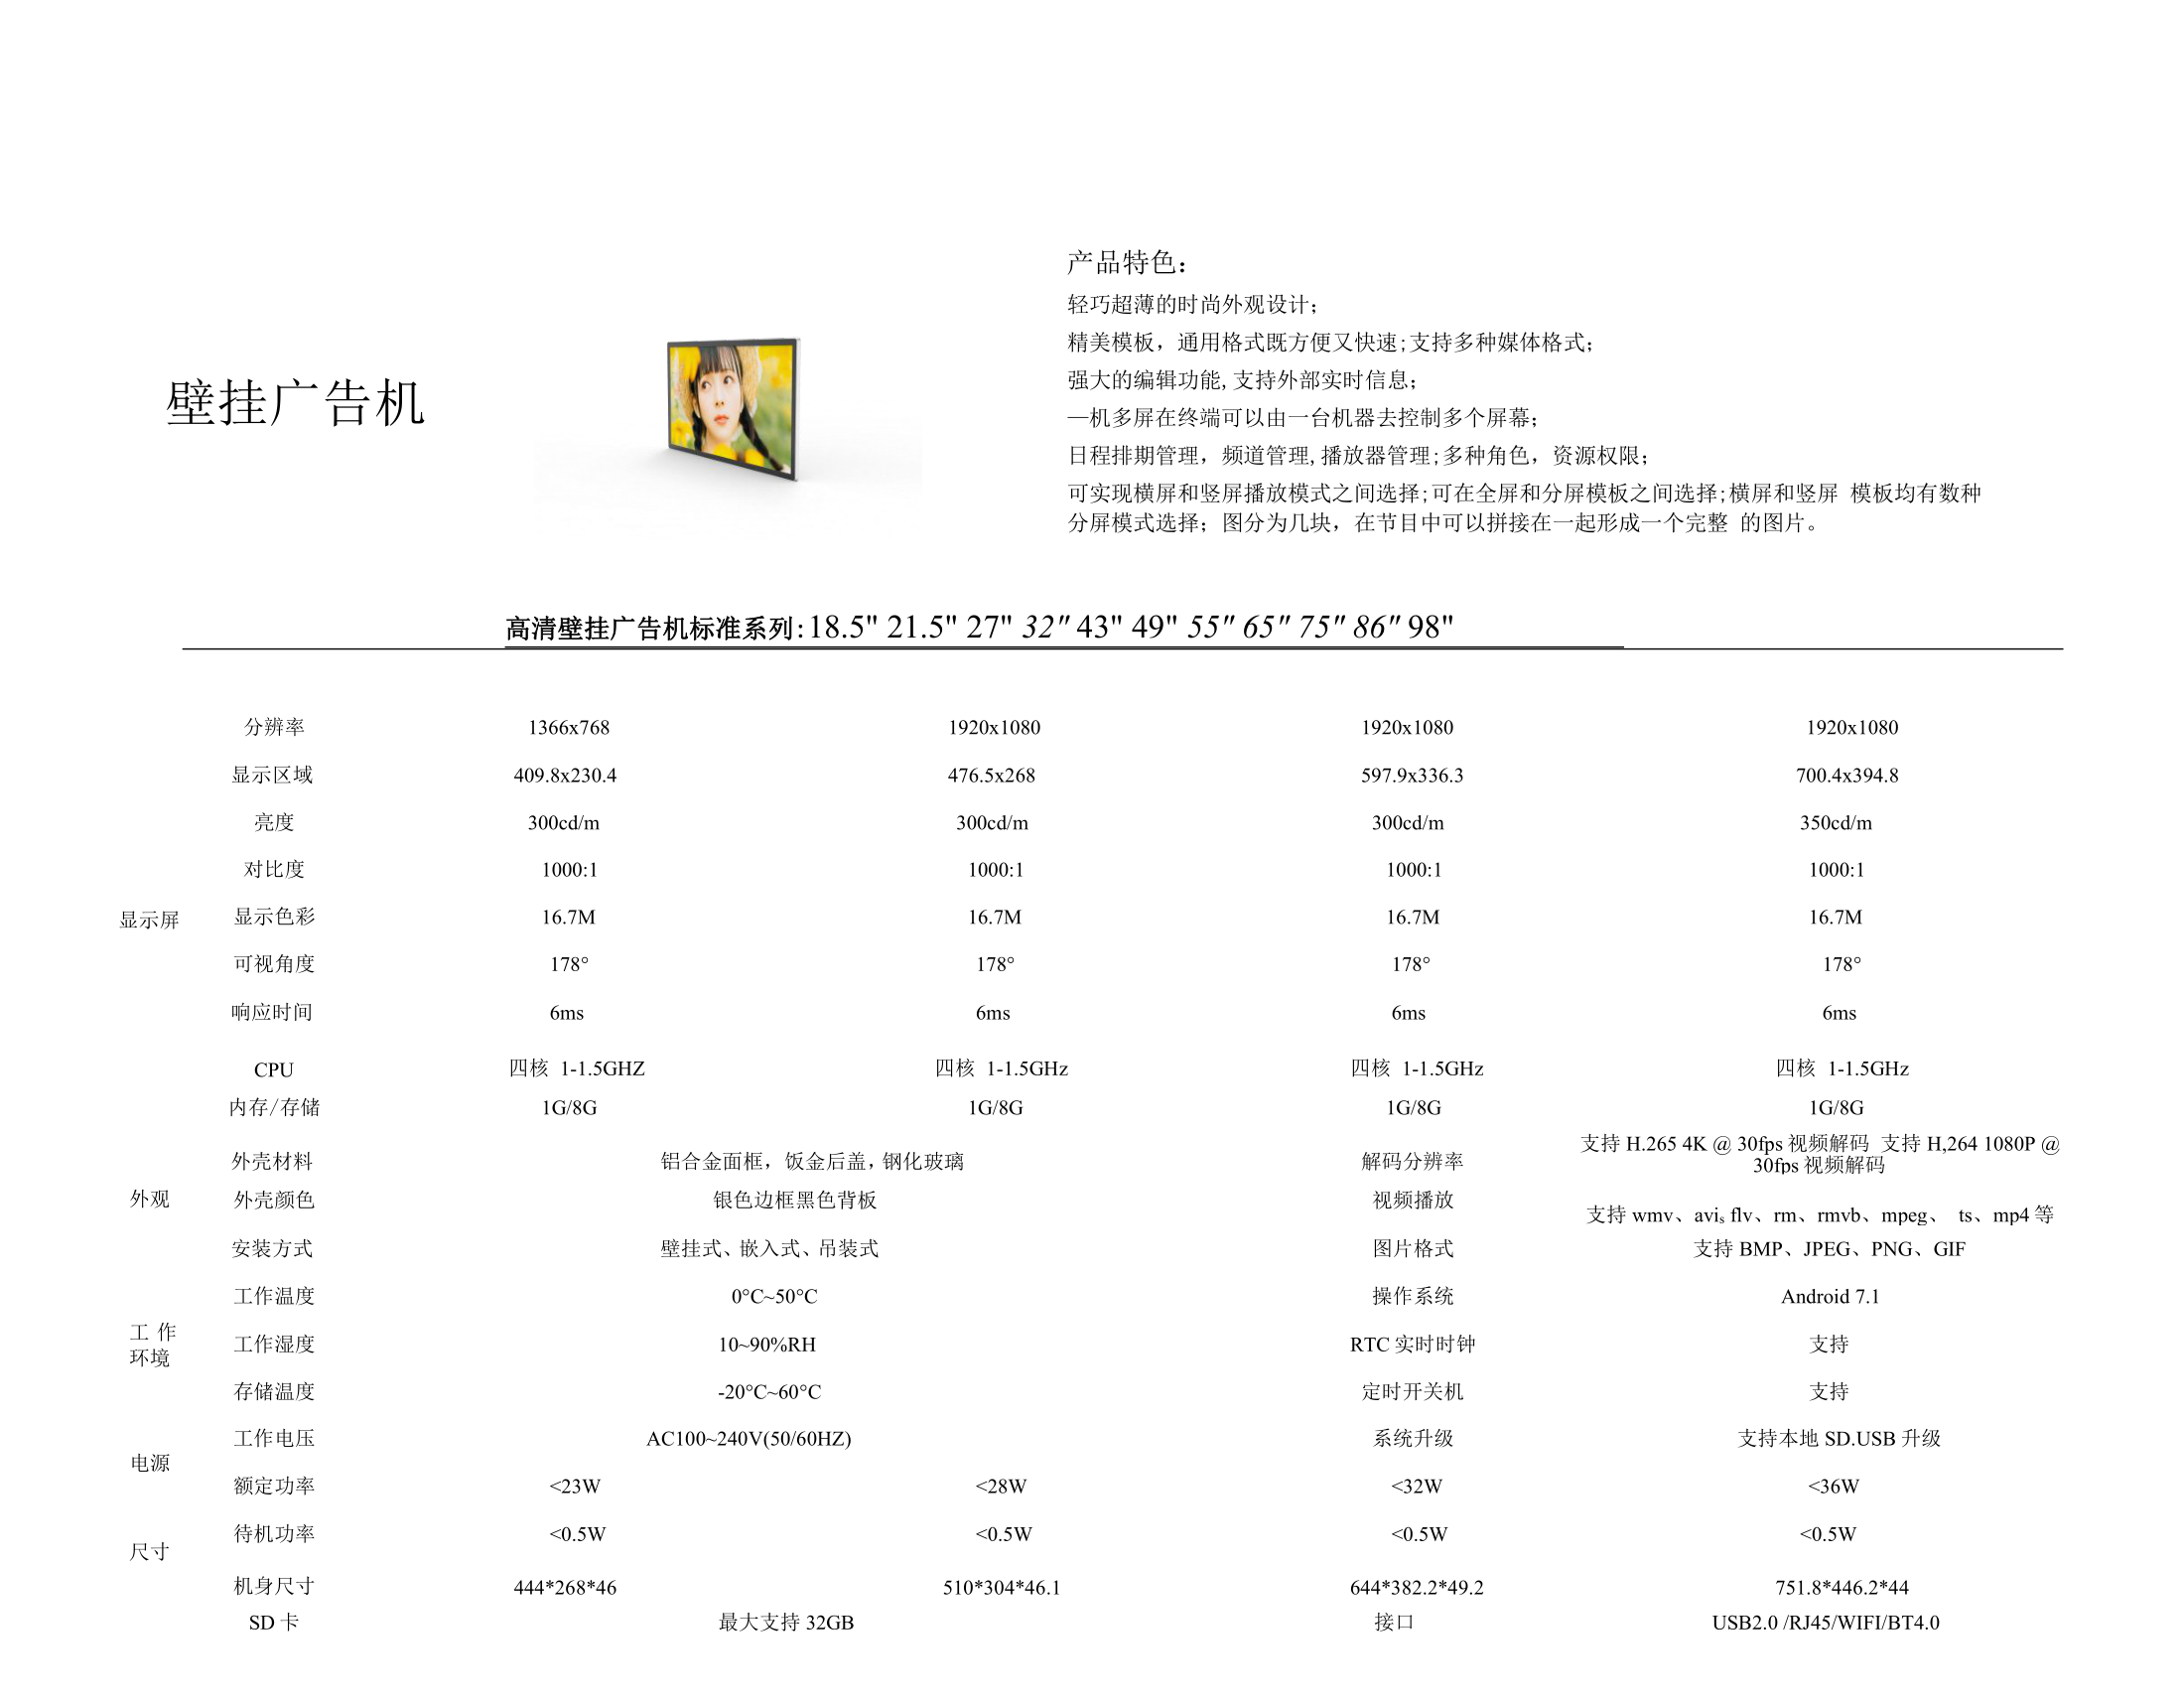 产品特色：
轻巧超薄的时尚外观设计；
精美模板，通用格式既方便又快速;支持多种媒体格式；
强大的编辑功能,支持外部实时信息；
—机多屏在终端可以由一台机器去控制多个屏幕；
壁挂广告机
日程排期管理，频道管理,播放器管理;多种角色，资源权限；
可实现横屏和竖屏播放模式之间选择;可在全屏和分屏模板之间选择;横屏和竖屏 模板均有数种
分屏模式选择；图分为几块，在节目中可以拼接在一起形成一个完整 的图片。
高清壁挂广告机标准系列:18.5" 21.5" 27" 32" 43" 49" 55" 65" 75" 86" 98"
分辨率 1366x768 1920x1080 1920x1080 1920x1080
显示区域 409.8x230.4 476.5x268 597.9x336.3 700.4x394.8
亮度 300cd/m 300cd/m 300cd/m 350cd/m
对比度 1000:1 1000:1 1000:1 1000:1
显示屏 显示色彩 16.7M 16.7M 16.7M 16.7M
可视角度 178° 178° 178° 178°
响应时间 6ms 6ms 6ms 6ms
CPU 四核 1-1.5GHZ 四核 1-1.5GHz 四核 1-1.5GHz 四核 1-1.5GHz
内存/存储 1G/8G 1G/8G 1G/8G 1G/8G
外壳材料 铝合金面框，饭金后盖,钢化玻璃 解码分辨率 支持 H.265 4K @ 30fps 视频解码 支持 H,264 1080P @
30fps 视频解码
外观 外壳颜色 银色边框黑色背板 视频播放 支持 wmv、aviₛ flv、rm、rmvb、mpeg、 ts、mp4 等
安装方式 壁挂式、嵌入式、吊装式 图片格式 支持 BMP、JPEG、PNG、GIF
工作温度 0°C~50°C 操作系统 Android 7.1
工 作
环境 工作湿度 10~90%RH RTC 实时时钟 支持
存储温度 -20°C~60°C 定时开关机 支持
工作电压 AC100~240V(50/60HZ) 系统升级 支持本地 SD.USB 升级
电源
额定功率 <23W <28W <32W <36W
待机功率 <0.5W <0.5W <0.5W <0.5W
尺寸
机身尺寸 444*268*46 510*304*46.1 644*382.2*49.2 751.8*446.2*44
SD 卡 最大支持 32GB 接口 USB2.0 /RJ45/WIFI/BT4.0